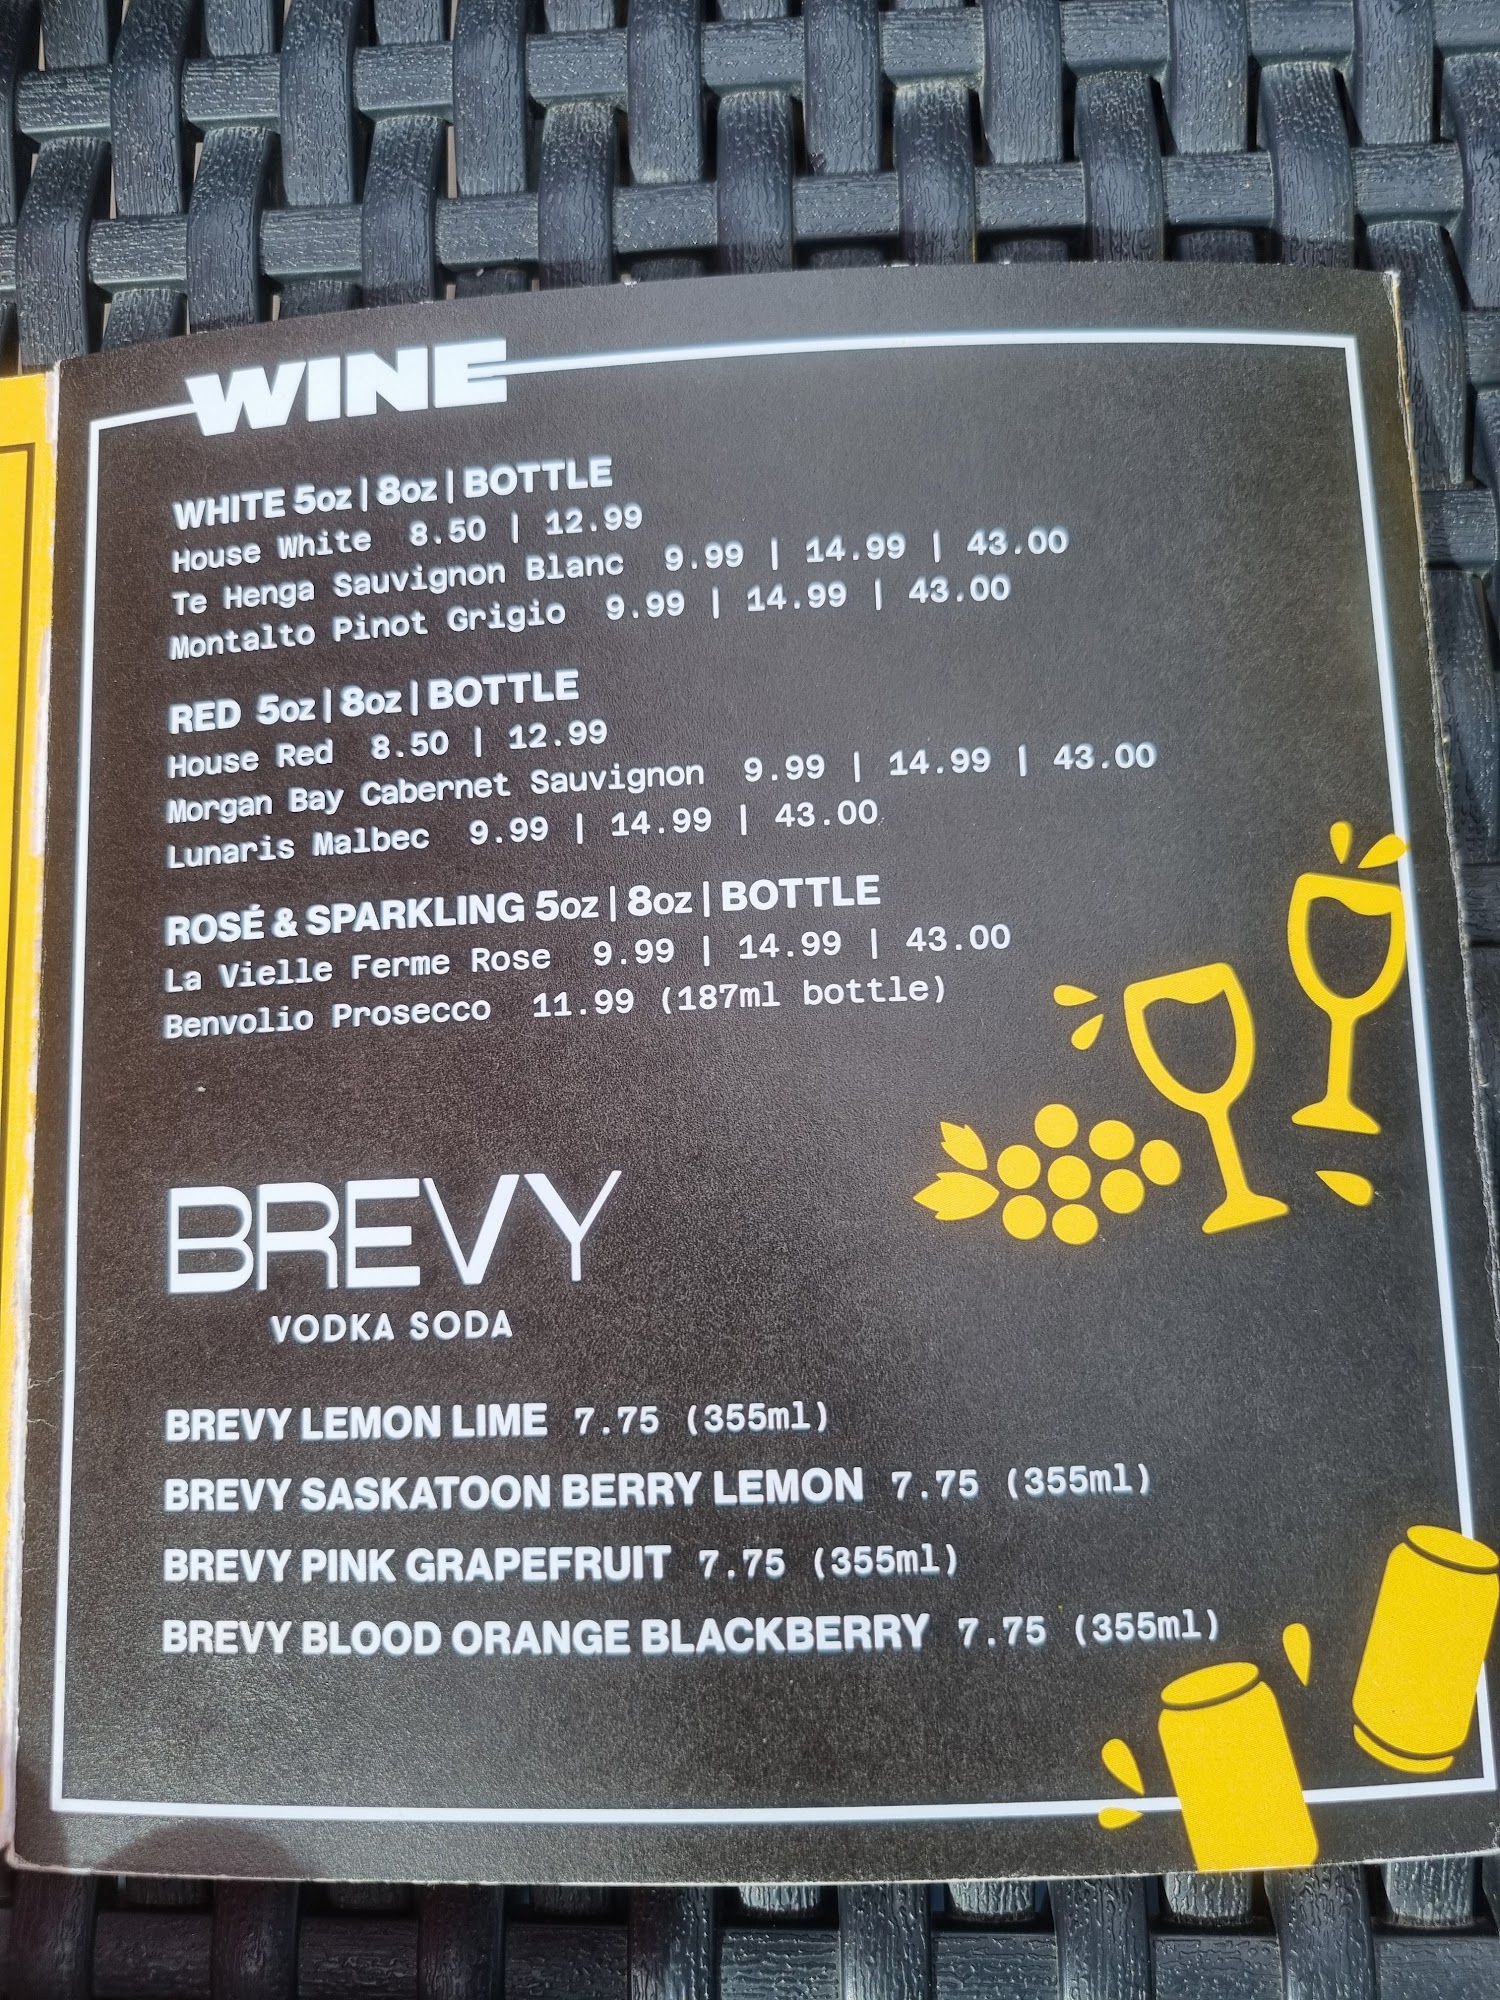 WINE
WHITE 5oz | 8oz | BOTTLE
House White 8.50 | 12.99
Te Henga Sauvignon Blanc 9.99 | 14.99 | 43.00
Montalto Pinot Grigio 9.99 | 14.99 | 43.00
RED 5oz | 8oz | BOTTLE
House Red 8.50 | 12.99
Morgan Bay Cabernet Sauvignon 9.99 | 14.99 | 43.00
Lunaris Malbec 9.99 | 14.99 | 43.00
ROSÉ & SPARKLING 5oz | 8oz | BOTTLE
La Vielle Ferme Rose 9.99 | 14.99 | 43.00
Benvolio Prosecco 11.99 (187ml bottle)
BREVY
VODKA SODA
BREVY LEMON LIME 7.75 (355ml)
BREVY SASKATOON BERRY LEMON 7.75 (355ml)
BREVY PINK GRAPEFRUIT 7.75 (355ml)
BREVY BLOOD ORANGE BLACKBERRY 7.75 (355ml)